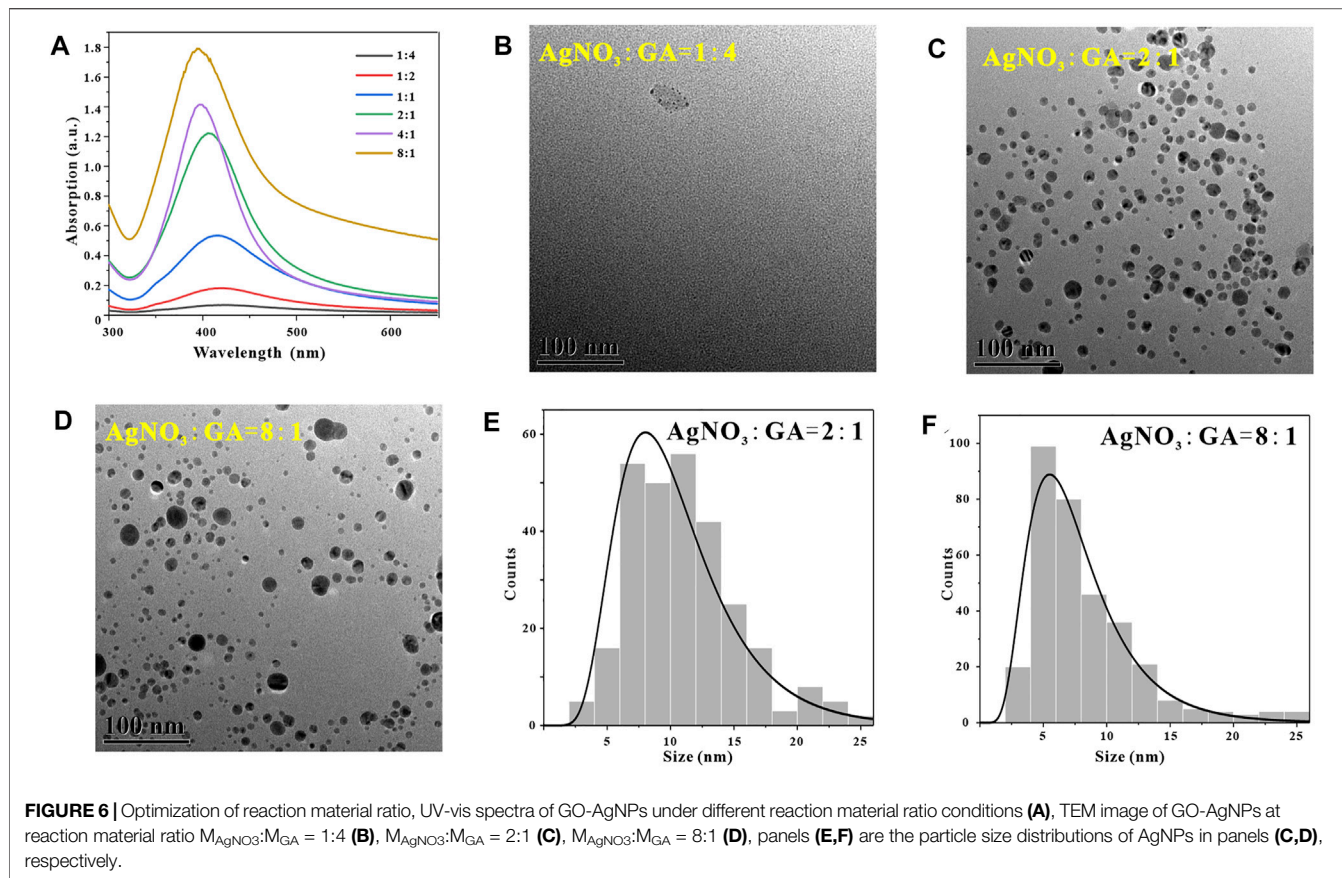 A
1.8
1.6
1.4
1.2
1.0
0.8
0.6
0.4
0.2
0
300
400
500
600
Absorption (a.u.)
Wavelength (nm)
1:4
1:2
1:1
2:1
4:1
8:1
B
AgNO₃:GA=1:4
100 nm
C
AgNO₃:GA=2:1
100 nm
D
AgNO₃:GA=8:1
100 nm
E
AgNO₃:GA=2:1
60
40
20
0
5
10
15
20
25
Counts
Size (nm)
F
AgNO₃:GA=8:1
100
80
60
40
20
0
5
10
15
20
25
Counts
Size (nm)
FIGURE 6 | Optimization of reaction material ratio, UV-vis spectra of GO-AgNPs under different reaction material ratio conditions (A), TEM image of GO-AgNPs at
reaction material ratio M_AgNO3:M_GA = 1:4 (B), M_AgNO3:M_GA = 2:1 (C), M_AgNO3:M_GA = 8:1 (D), panels (E,F) are the particle size distributions of AgNPs in panels (C,D),
respectively.